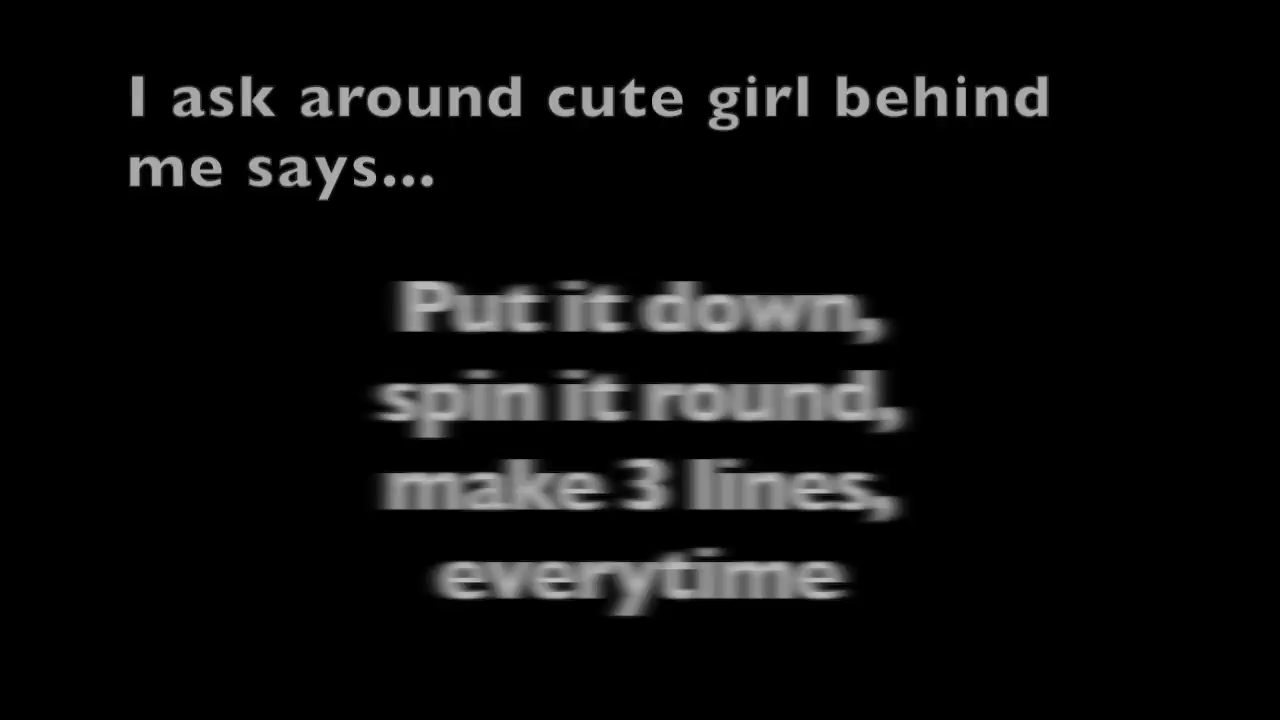 I ask around cute girl behind
me says...
Put it down,
spin it round,
make 3 lines,
everytime